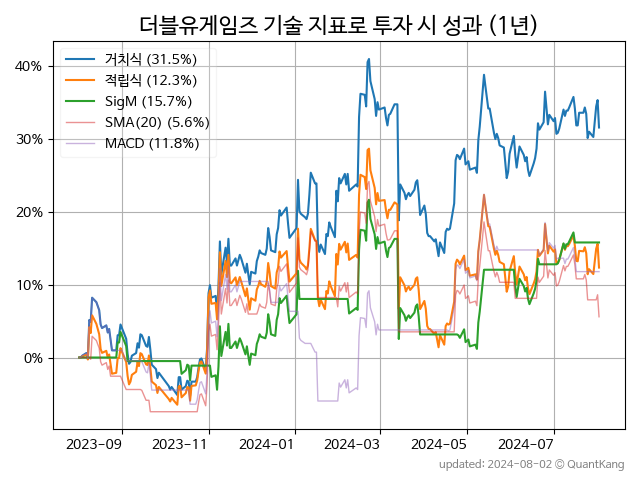 더블유게임즈 기술 지표로 투자 시 성과 (1년)
거치식 (31.5%)
적립식 (12.3%)
SigM (15.7%)
SMA(20) (5.6%)
MACD (11.8%)
40%
30%
20%
10%
0%
2023-09 2023-11 2024-01 2024-03 2024-05 2024-07
updated: 2024-08-02 © QuantKang